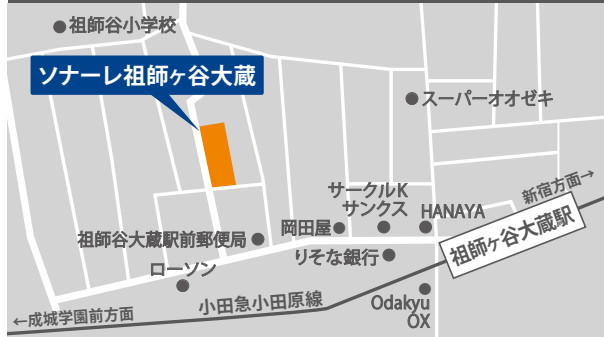 祖師谷小学校
ソナーレ祖師ヶ谷大蔵
スーパーオオゼキ
新宿方面→
サークルK
サンクス
岡田屋
HANAYA
祖師ヶ谷大蔵駅
祖師谷大蔵駅前郵便局
りそな銀行
ローソン
小田急小田原線
Odakyu
OX
←成城学園前方面